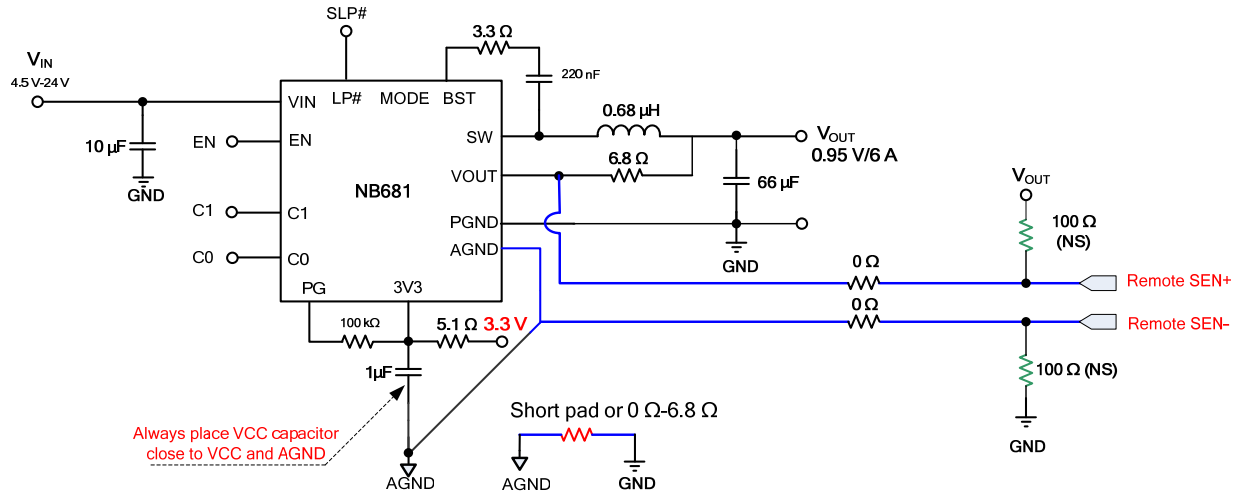 SLP#
3.3 Ω
V_IN
4.5 V-24 V
220 nF
VIN
LP#
MODE
BST
0.68 µH
10 µF
EN
EN
SW
V_OUT
0.95 V/6 A
6.8 Ω
NB681
VOUT
66 µF
V_OUT
GND
C1
C1
PGND
100 Ω
(NS)
AGND
C0
C0
GND
0 Ω
PG
3V3
Remote SEN+
0 Ω
100 kΩ
5.1 Ω
3.3 V
Remote SEN–
1µF
100 Ω (NS)
Short pad or 0 Ω-6.8 Ω
Always place VCC capacitor
close to VCC and AGND
GND
AGND
AGND
GND